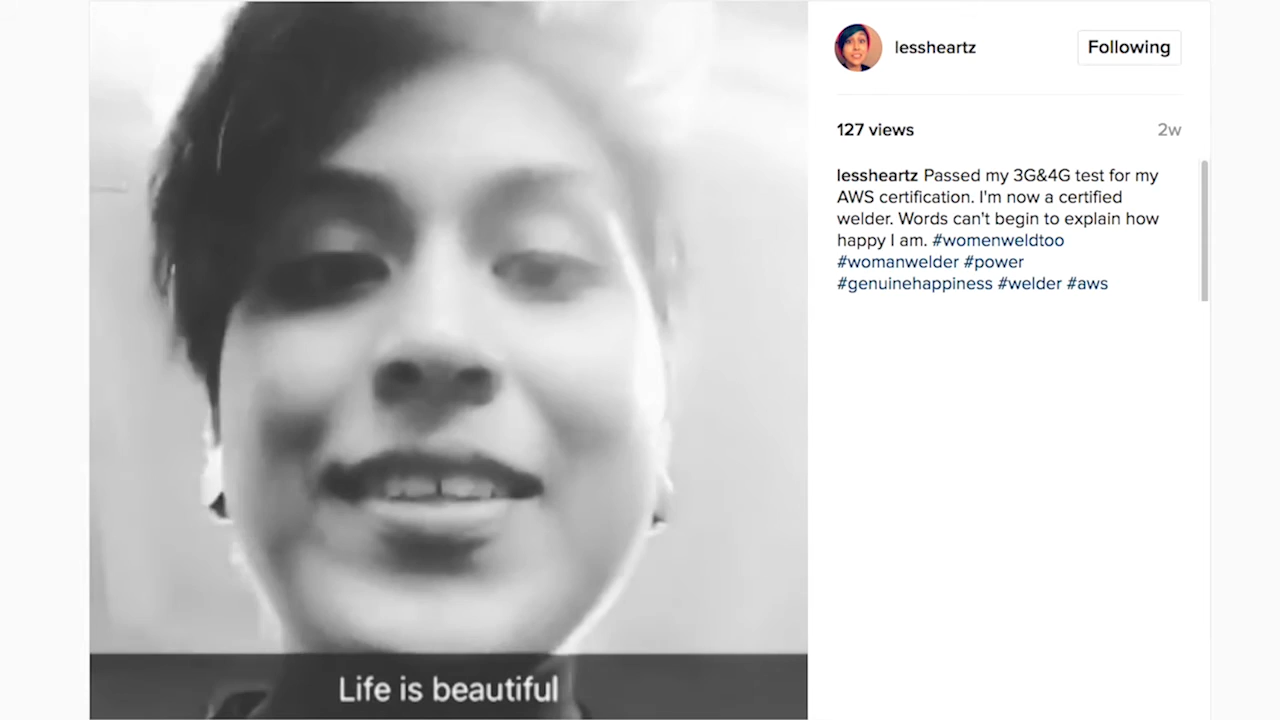 lessheartz
Following
127 views
2w
lessheartz Passed my 3G&4G test for my
AWS certification. I'm now a certified
welder. Words can't begin to explain how
happy I am. #womenweldtoo
#womanwelder #power
#genuinehappiness #welder #aws
Life is beautiful